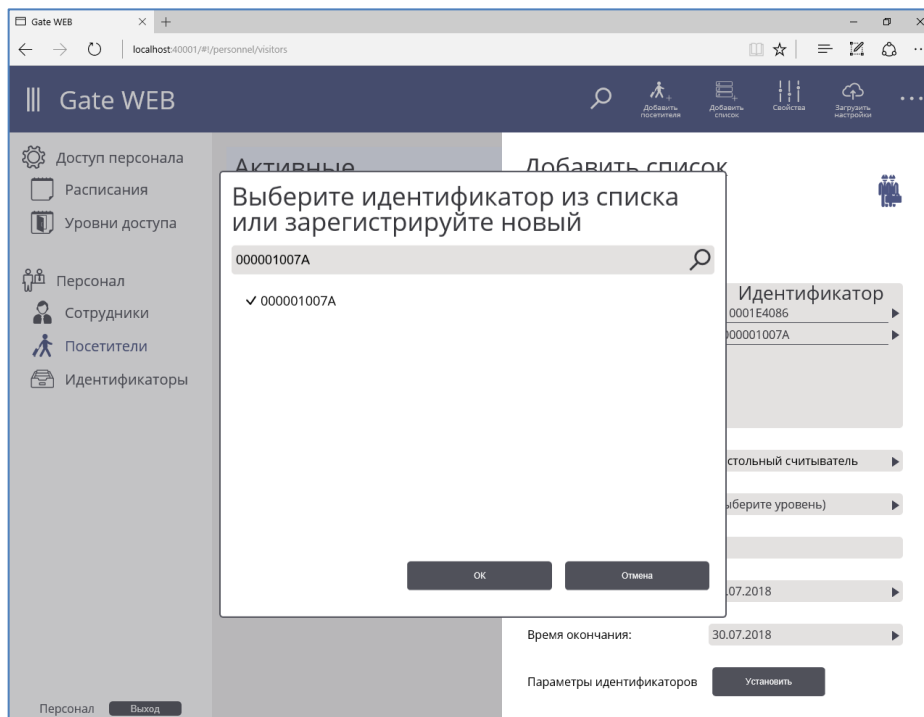 Gate WEB
localhost:40001/#!/personnel/visitors
Gate WEB
Добавить посетителя
Добавить список
Свойства
Загрузить настройки
Доступ персонала
Расписания
Уровни доступа
Персонал
Сотрудники
Посетители
Идентификаторы
Персонал
Выход
Активные
Добавить список
Выберите идентификатор из списка
или зарегистрируйте новый
000001007A
000001007A
ОК
Отмена
Идентификатор
0001E4086
000001007A
стольный считыватель
ыберите уровень)
.07.2018
Время окончания:
30.07.2018
Параметры идентификаторов
Установить